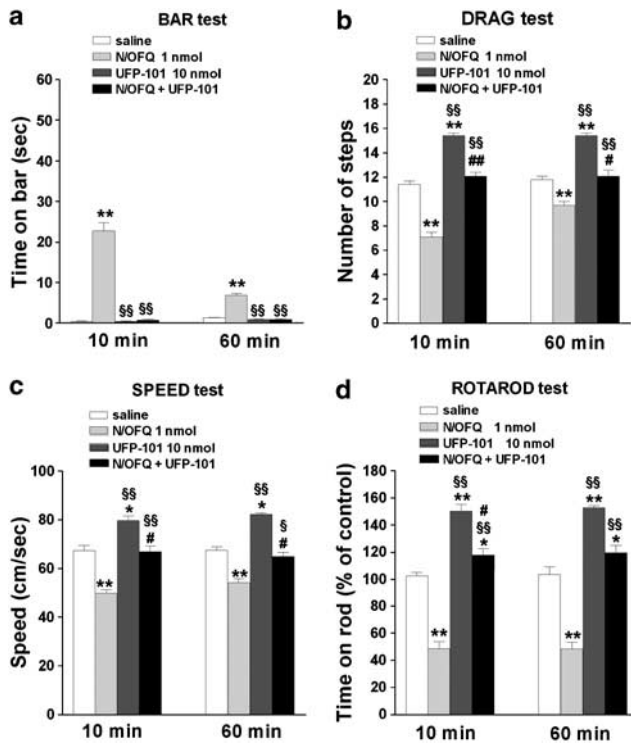 a
BAR test
saline
N/OFQ 1 nmol
UFP-101 10 nmol
N/OFQ + UFP-101
Time on bar (sec)
60
50
40
30
20
10
0
**
§§
§§
**
§§
§§
10 min
60 min
b
DRAG test
saline
N/OFQ 1 nmol
UFP-101 10 nmol
N/OFQ + UFP-101
Number of steps
20
18
16
14
12
10
8
6
4
2
0
**
§§
**
§§
##
**
§§
**
§§
#
10 min
60 min
c
SPEED test
saline
N/OFQ 1 nmol
UFP-101 10 nmol
N/OFQ + UFP-101
Speed (cm/sec)
100
80
60
40
20
0
**
§§
*
§§
#
**
§§
*
§
#
10 min
60 min
d
ROTAROD test
saline
N/OFQ 1 nmol
UFP-101 10 nmol
N/OFQ + UFP-101
Time on rod (% of control)
180
160
140
120
100
80
60
40
20
0
**
§§
**
#
§§
*
**
§§
**
§§
*
10 min
60 min